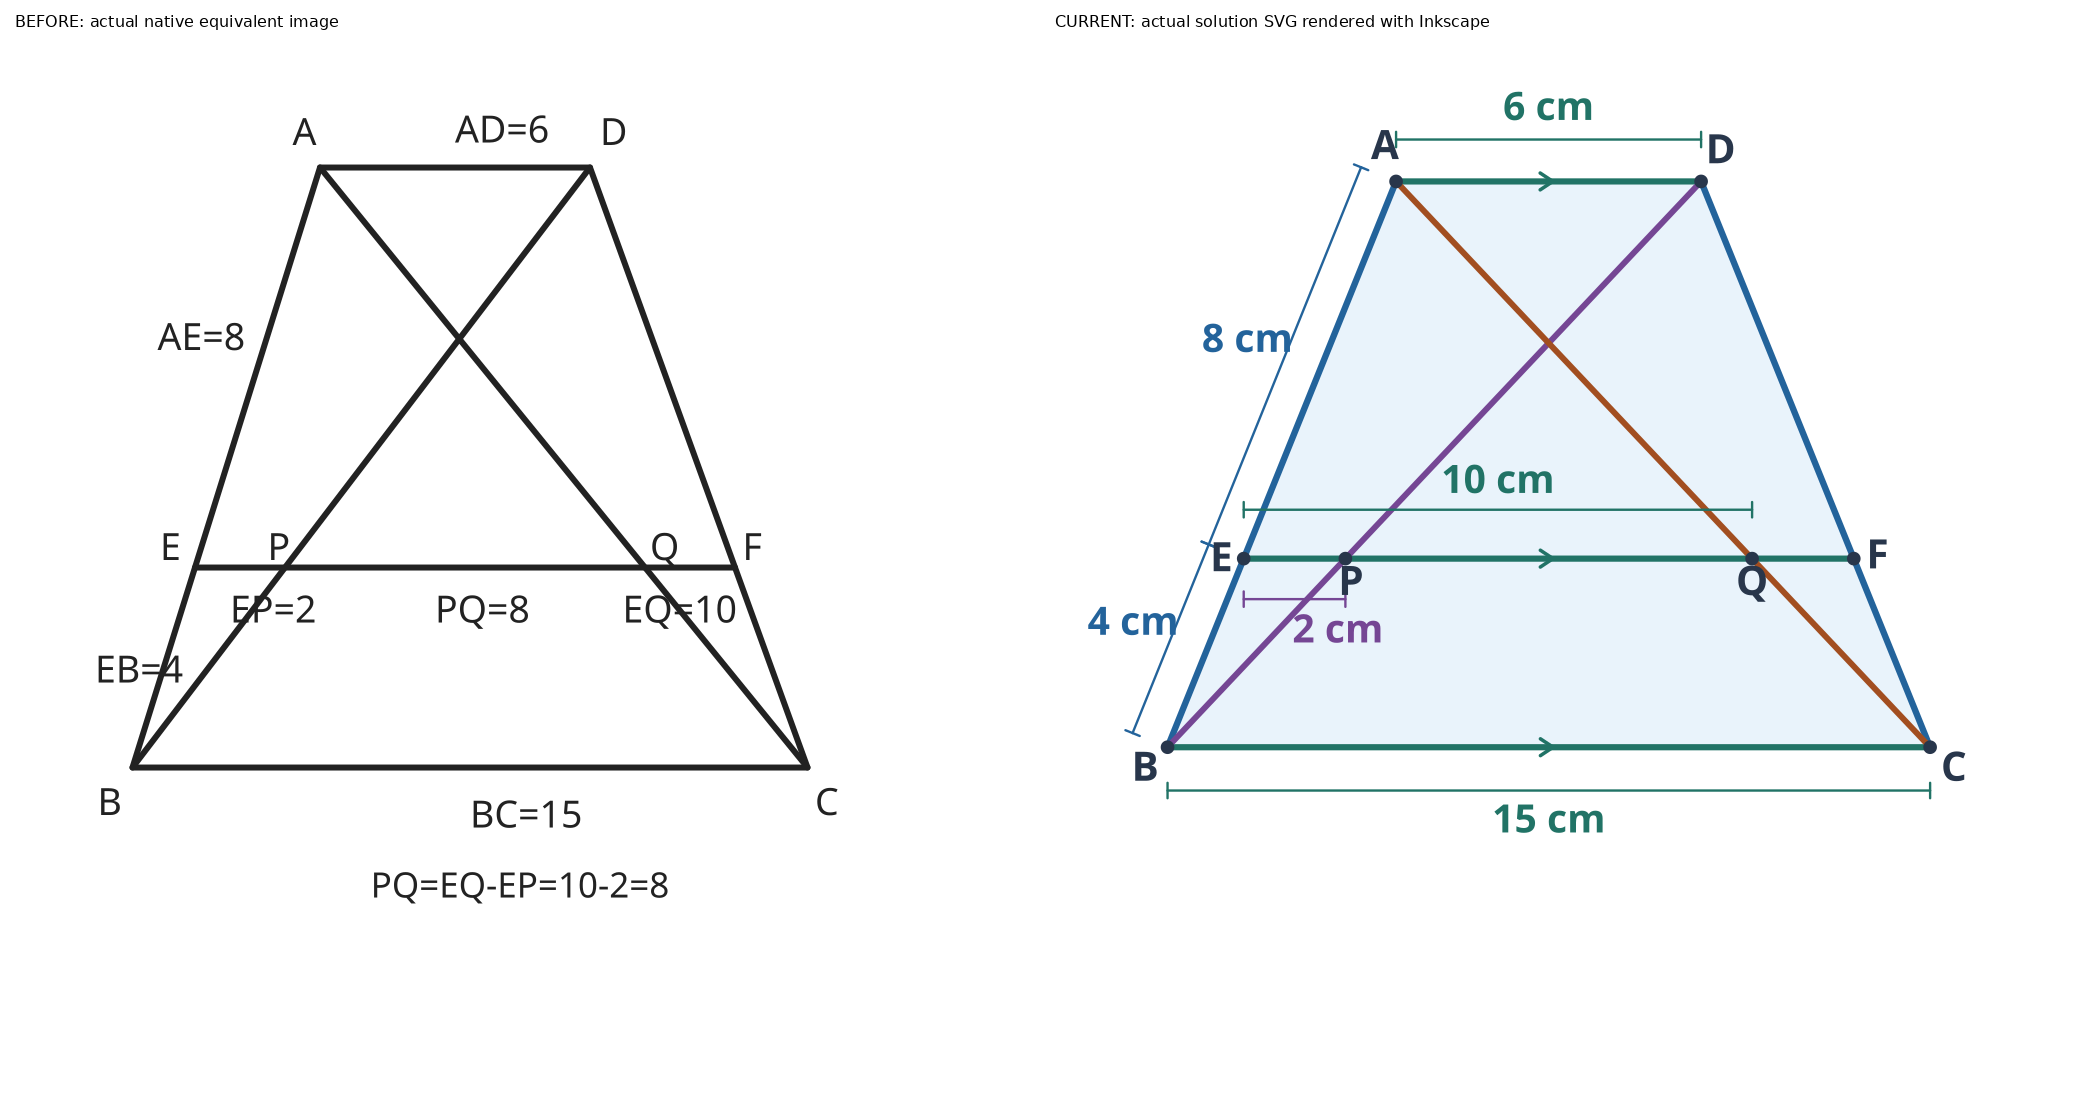 BEFORE: actual native equivalent image
A
AD=6
D
AE=8
E
P
Q
F
EP=2
PQ=8
EQ=10
EB=4
B
C
BC=15
PQ=EQ-EP=10-2=8
CURRENT: actual solution SVG rendered with Inkscape
6 cm
A
D
8 cm
10 cm
E
F
P
Q
4 cm
2 cm
B
C
15 cm